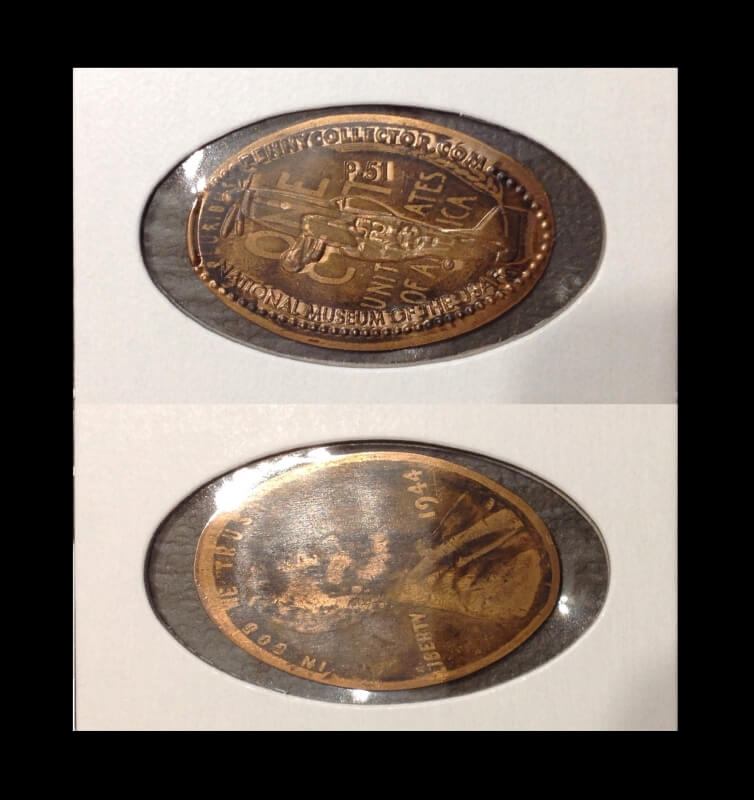 PENNYCOLLECTOR.COM
P-51
PLURIBUS
ONE
CENT
UNITED STATES
OF AMERICA
NATIONAL MUSEUM OF THE USAF
IN GOD WE TRUST
LIBERTY
1944